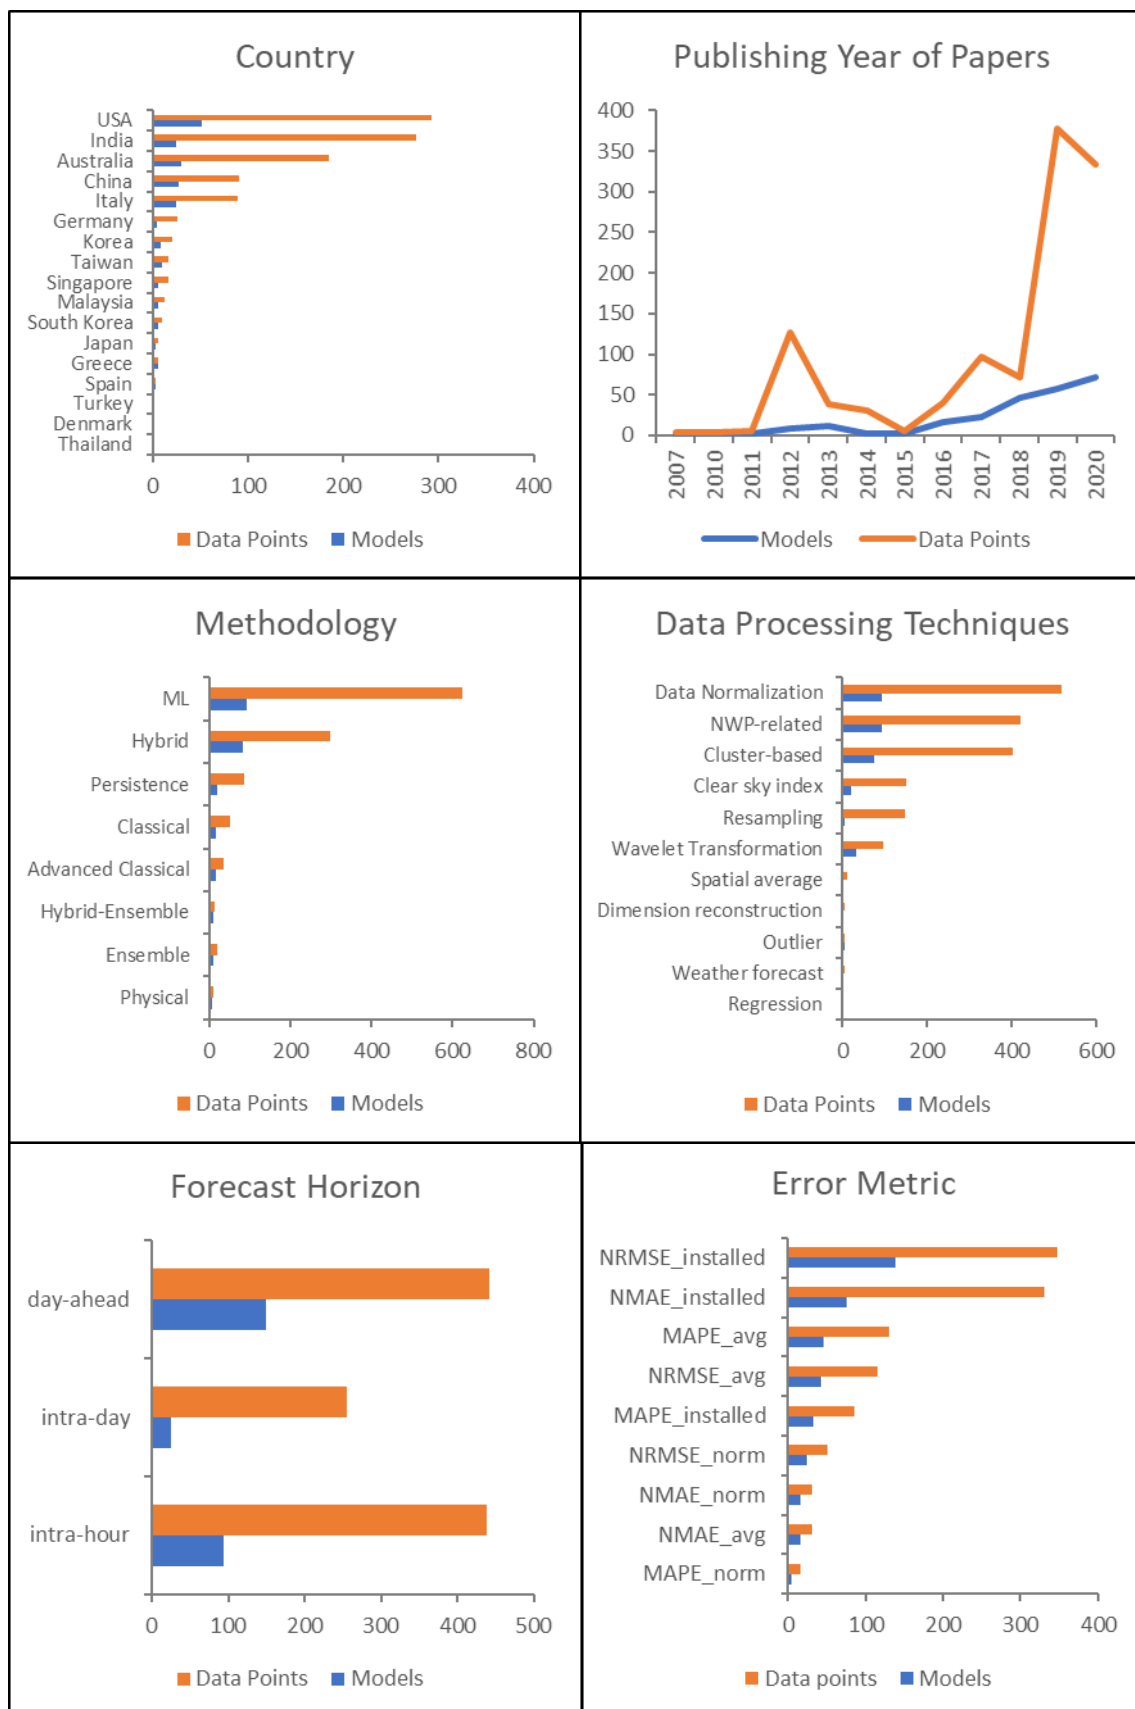 Country
USA
India
Australia
China
Italy
Germany
Korea
Taiwan
Singapore
Malaysia
South Korea
Japan
Greece
Spain
Turkey
Denmark
Thailand
0 100 200 300 400
Data Points Models
Publishing Year of Papers
400
350
300
250
200
150
100
50
0
2007 2010 2011 2012 2013 2014 2015 2016 2017 2018 2019 2020
Models Data Points
Methodology
ML
Hybrid
Persistence
Classical
Advanced Classical
Hybrid-Ensemble
Ensemble
Physical
0 200 400 600 800
Data Points Models
Data Processing Techniques
Data Normalization
NWP-related
Cluster-based
Clear sky index
Resampling
Wavelet Transformation
Spatial average
Dimension reconstruction
Outlier
Weather forecast
Regression
0 200 400 600
Data Points Models
Forecast Horizon
day-ahead
intra-day
intra-hour
0 100 200 300 400 500
Data Points Models
Error Metric
NRMSE_installed
NMAE_installed
MAPE_avg
NRMSE_avg
MAPE_installed
NRMSE_norm
NMAE_norm
NMAE_avg
MAPE_norm
0 100 200 300 400
Data points Models